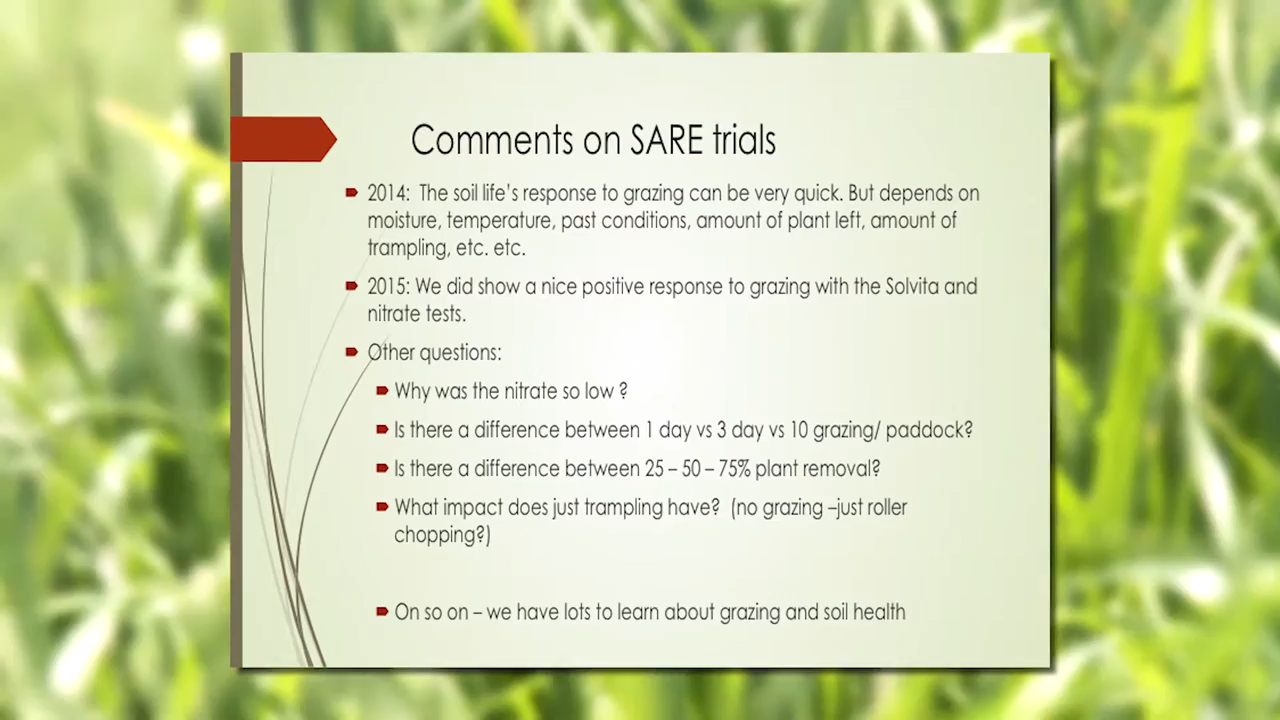 Comments on SARE trials
2014:  The soil life's response to grazing can be very quick. But depends on
moisture, temperature, past conditions, amount of plant left, amount of
trampling, etc. etc.
2015: We did show a nice positive response to grazing with the Solvita and
nitrate tests.
Other questions:
Why was the nitrate so low ?
Is there a difference between 1 day vs 3 day vs 10 grazing/ paddock?
Is there a difference between 25 – 50 – 75% plant removal?
What impact does just trampling have?  (no grazing –just roller
chopping?)
On so on – we have lots to learn about grazing and soil health